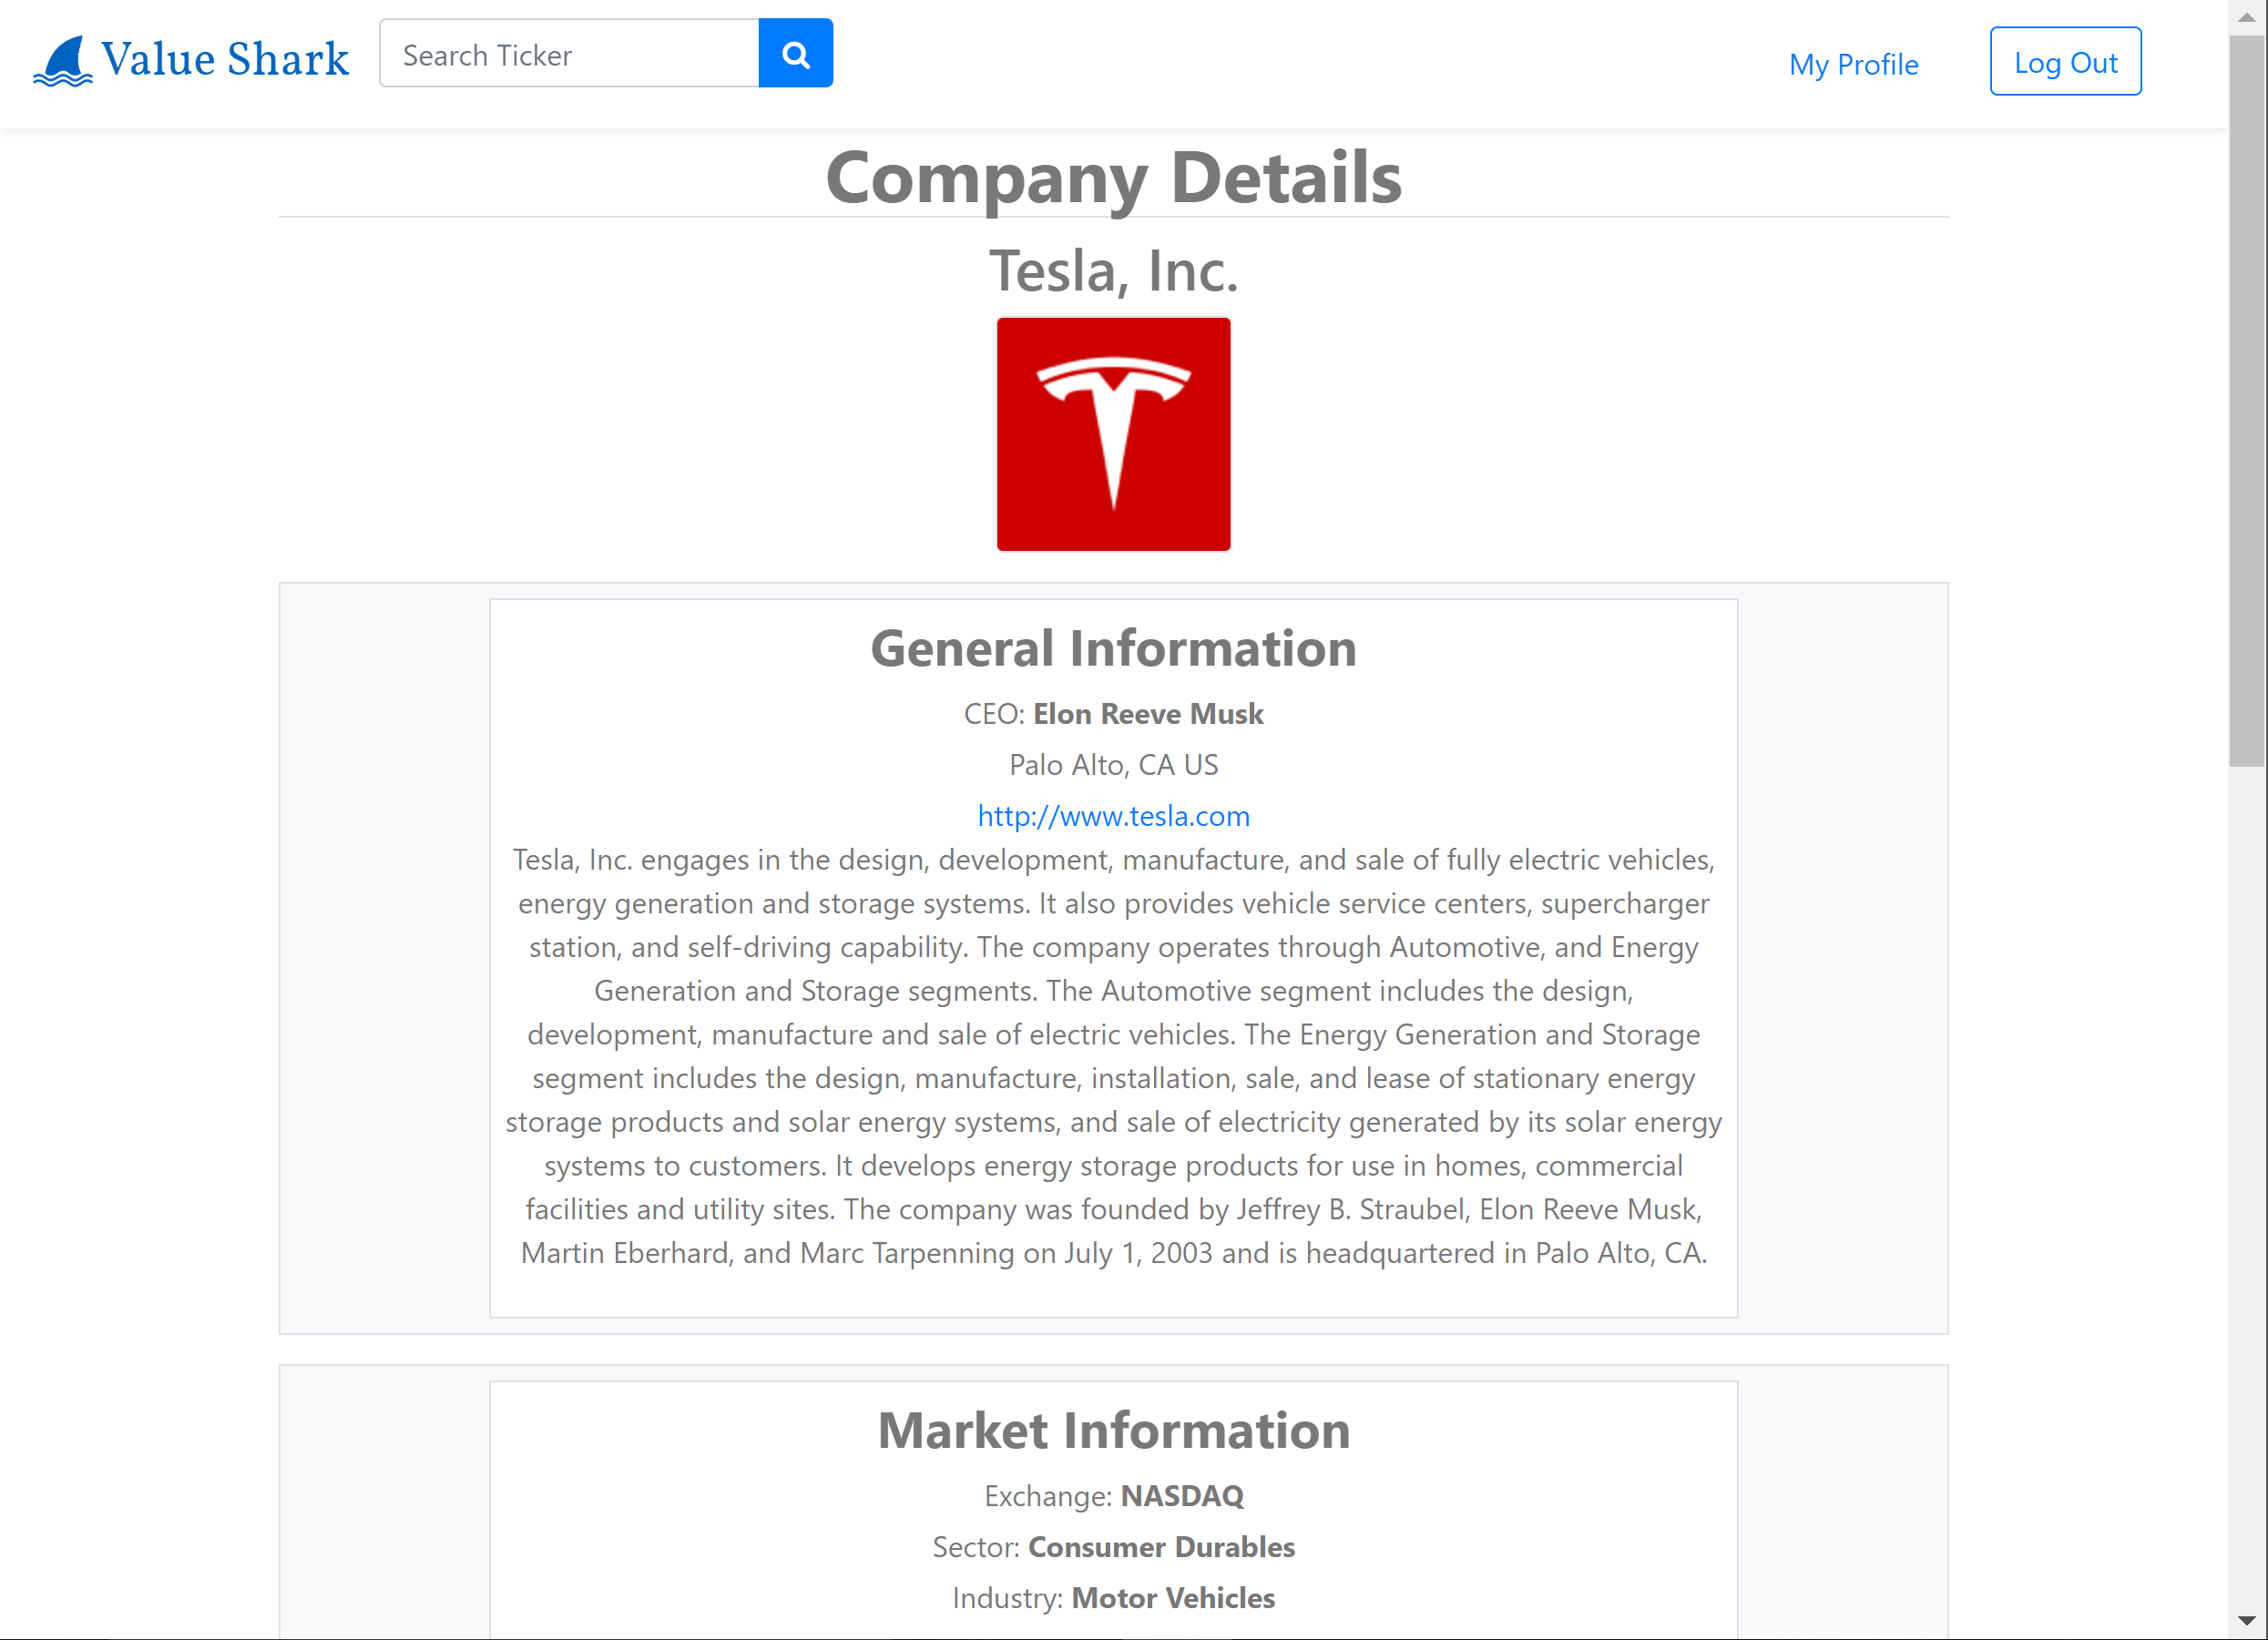 Value Shark
Search Ticker
My Profile
Log Out
Company Details
Tesla, Inc.
General Information
CEO: Elon Reeve Musk
Palo Alto, CA US
http://www.tesla.com
Tesla, Inc. engages in the design, development, manufacture, and sale of fully electric vehicles,
energy generation and storage systems. It also provides vehicle service centers, supercharger
station, and self-driving capability. The company operates through Automotive, and Energy
Generation and Storage segments. The Automotive segment includes the design,
development, manufacture and sale of electric vehicles. The Energy Generation and Storage
segment includes the design, manufacture, installation, sale, and lease of stationary energy
storage products and solar energy systems, and sale of electricity generated by its solar energy
systems to customers. It develops energy storage products for use in homes, commercial
facilities and utility sites. The company was founded by Jeffrey B. Straubel, Elon Reeve Musk,
Martin Eberhard, and Marc Tarpenning on July 1, 2003 and is headquartered in Palo Alto, CA.
Market Information
Exchange: NASDAQ
Sector: Consumer Durables
Industry: Motor Vehicles